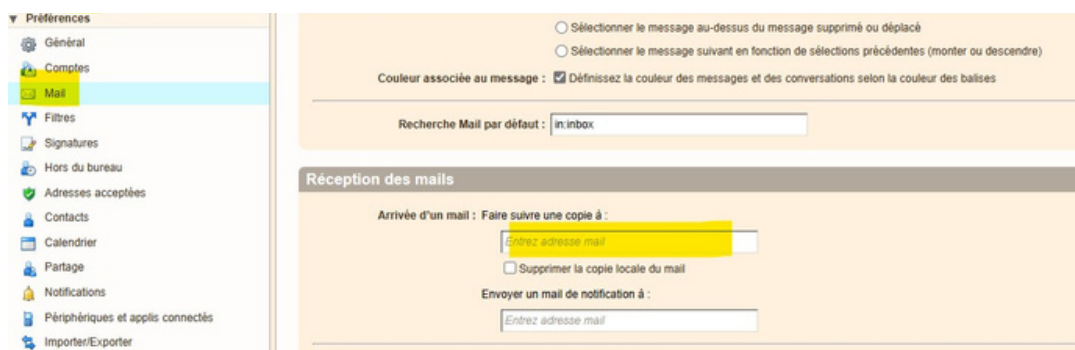 Préférences
Général
Comptes
Mail
Filtres
Signatures
Hors du bureau
Adresses acceptées
Contacts
Calendrier
Partage
Notifications
Périphériques et applis connectés
Importer/Exporter
Sélectionner le message au-dessus du message supprimé ou déplacé
Sélectionner le message suivant en fonction de sélections précédentes (monter ou descendre)
Couleur associée au message : Définissez la couleur des messages et des conversations selon la couleur des balises
Recherche Mail par défaut : in:inbox
Réception des mails
Arrivée d'un mail : Faire suivre une copie à :
Entrez adresse mail
Supprimer la copie locale du mail
Envoyer un mail de notification à :
Entrez adresse mail